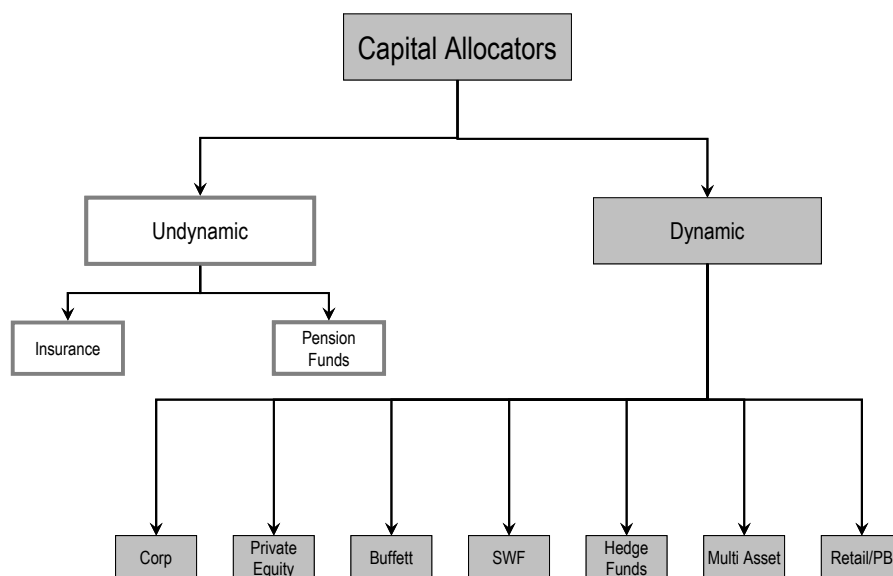 Capital Allocators
Undynamic
Dynamic
Insurance
Pension
Funds
Corp
Private
Equity
Buffett
SWF
Hedge
Funds
Multi Asset
Retail/PB